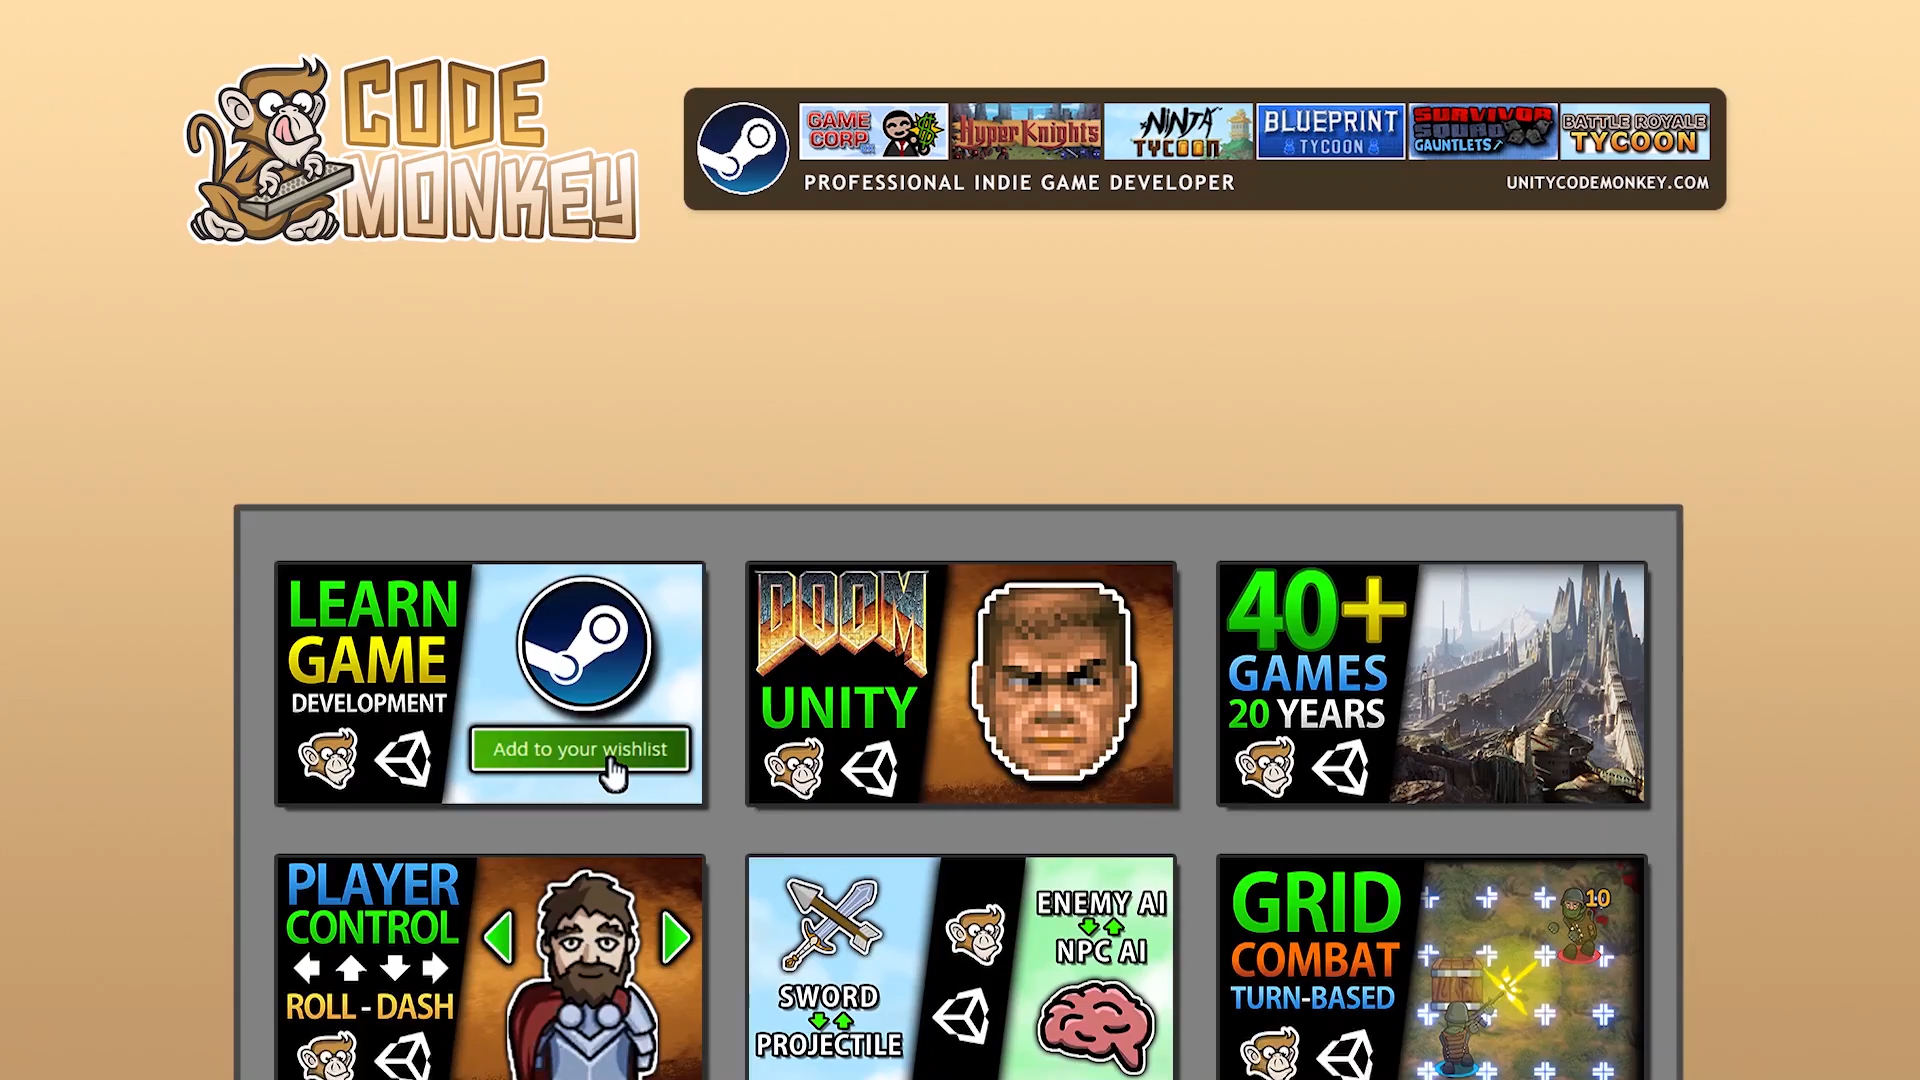 CODE
MONKEY
GAME
CORP
HyperKnights
NINJA
TYCOON
BLUEPRINT
TYCOON
SURVIVOR
SQUAD
GAUNTLETS
BATTLE ROYALE
TYCOON
PROFESSIONAL INDIE GAME DEVELOPER
UNITYCODEMONKEY.COM
LEARN
GAME
DEVELOPMENT
Add to your wishlist
DOOM
UNITY
40+
GAMES
20 YEARS
PLAYER
CONTROL
ROLL - DASH
SWORD
PROJECTILE
ENEMY AI
NPC AI
GRID
COMBAT
TURN-BASED
10